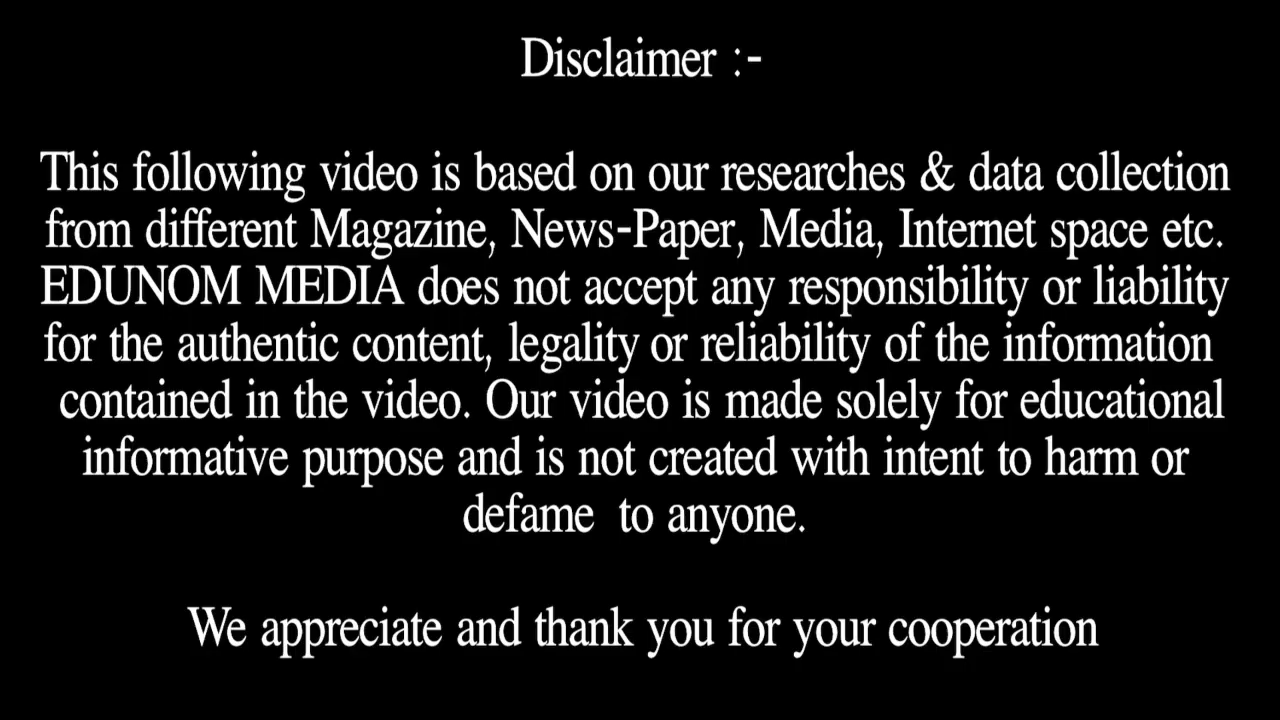 Disclaimer :-
This following video is based on our researches & data collection
from different Magazine, News-Paper, Media, Internet space etc.
EDUNOM MEDIA does not accept any responsibility or liability
for the authentic content, legality or reliability of the information
contained in the video. Our video is made solely for educational
informative purpose and is not created with intent to harm or
defame  to anyone.
We appreciate and thank you for your cooperation